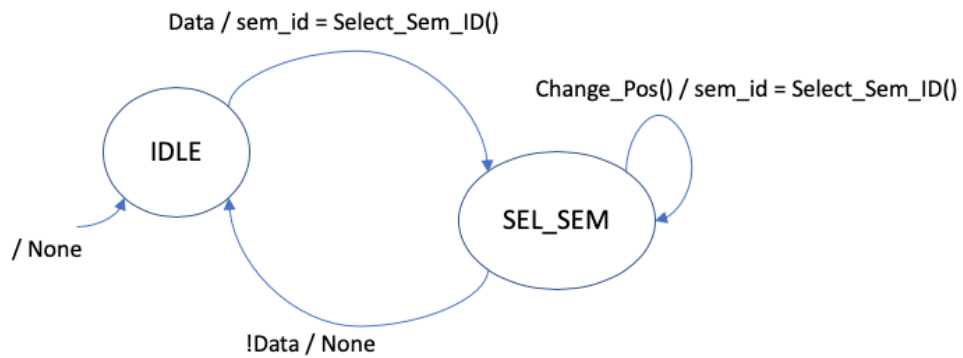 Data / sem_id = Select_Sem_ID()
Change_Pos() / sem_id = Select_Sem_ID()
IDLE
SEL_SEM
/ None
!Data / None